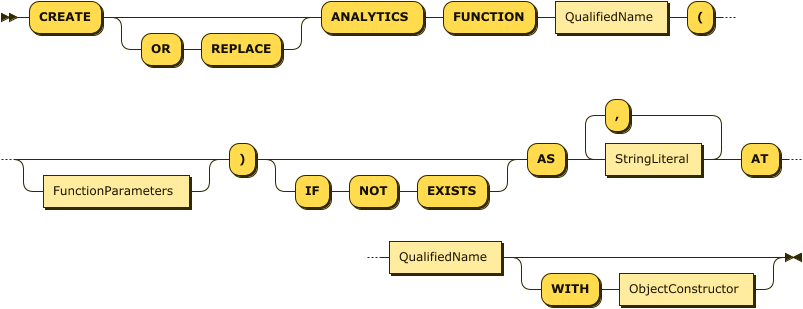 CREATE ANALYTICS FUNCTION QualifiedName (
OR REPLACE
,
) AS StringLiteral AT
FunctionParameters IF NOT EXISTS
QualifiedName
WITH ObjectConstructor